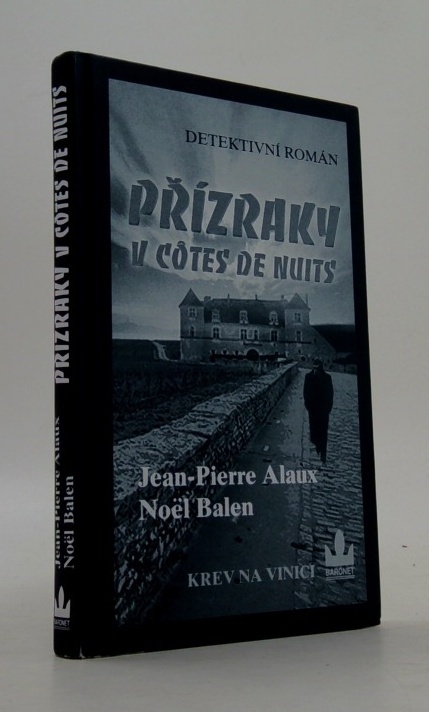 PŘÍZRAKY V CÔTES DE NUITS
Jean-Pierre Alaux
Noël Balen
BARONET
DETEKTIVNÍ ROMÁN
PŘÍZRAKY
V CÔTES DE NUITS
Jean-Pierre Alaux
Noël Balen
KREV NA VINICI
BARONET